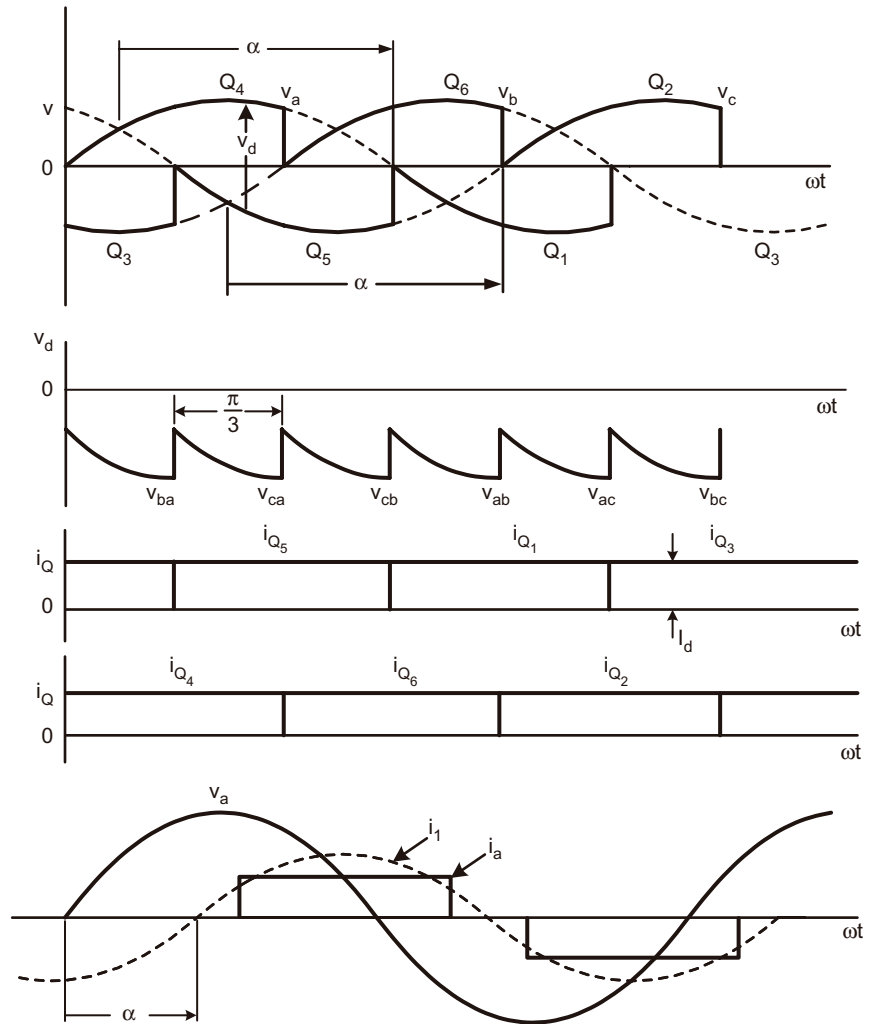 α
Q4 va Q6 vb Q2 vc
v
vd
0
ωt
Q3 Q5 Q1 Q3
α
vd
0
ωt
π/3
vba vca vcb vab vac vbc
iQ5 iQ1 iQ3
iQ
0
Id
ωt
iQ4 iQ6 iQ2
iQ
0
ωt
va
i1
ia
ωt
α